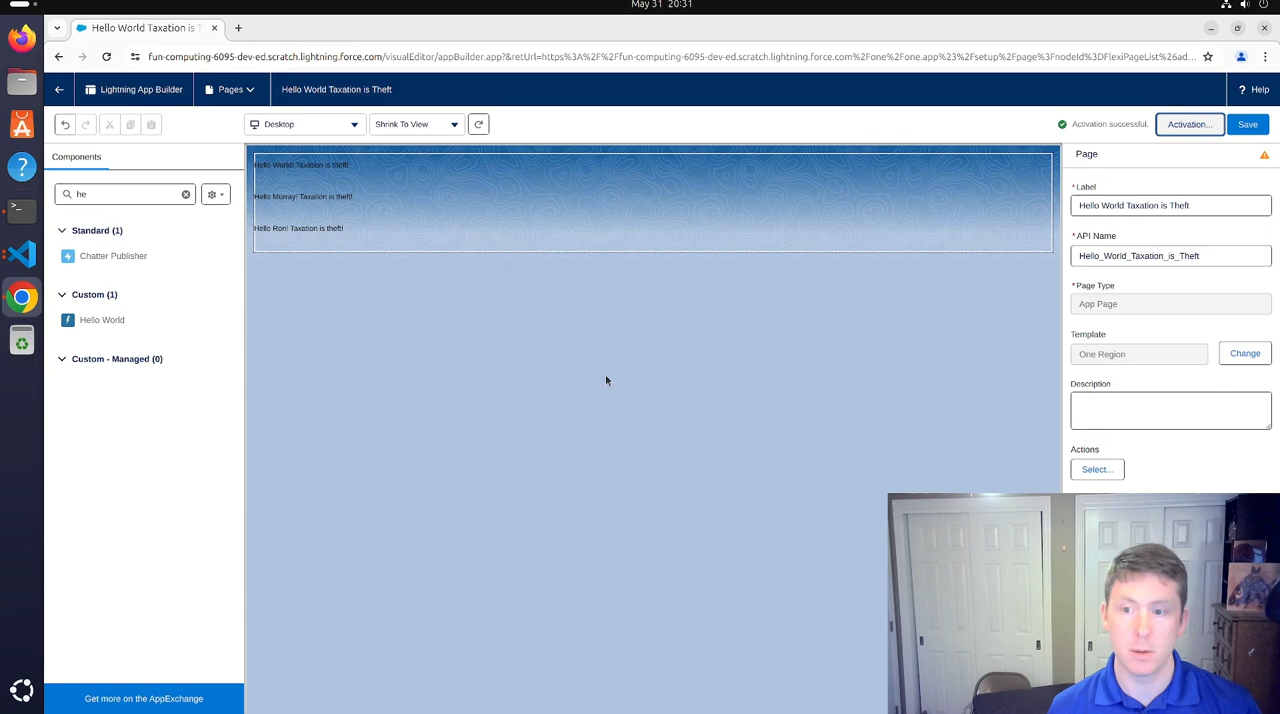 May 31 20:31
Hello World Taxation is T
fun-computing-6095-dev-ed.scratch.lightning.force.com/visualEditor/appBuilder.app?retUrl=https%3A%2F%2Ffun-computing-6095-dev-ed.scratch.lightning.force.com%2Fone%2Fone.app%23%2Fsetup%2Fpage%3FnodeId%3DFlexiPageList%26ad...
Lightning App Builder
Pages
Hello World Taxation is Theft
? Help
Desktop
Shrink To View
Activation successful.
Activation...
Save
Components
he
Standard (1)
Chatter Publisher
Custom (1)
Hello World
Custom - Managed (0)
Get more on the AppExchange
Hello World! Taxation is theft!
Hello Murray! Taxation is theft!
Hello Ron! Taxation is theft!
Page
*Label
Hello World Taxation is Theft
*API Name
Hello_World_Taxation_is_Theft
*Page Type
App Page
Template
One Region
Change
Description
Actions
Select...